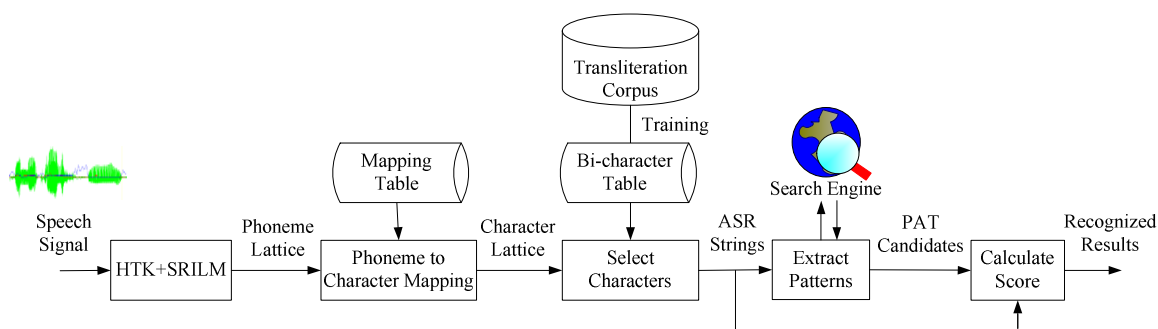 Transliteration
Corpus
Training
Mapping
Table
Bi-character
Table
Search Engine
Speech
Signal
Phoneme
Lattice
Character
Lattice
ASR
Strings
PAT
Candidates
Recognized
Results
HTK+SRILM
Phoneme to
Character Mapping
Select
Characters
Extract
Patterns
Calculate
Score